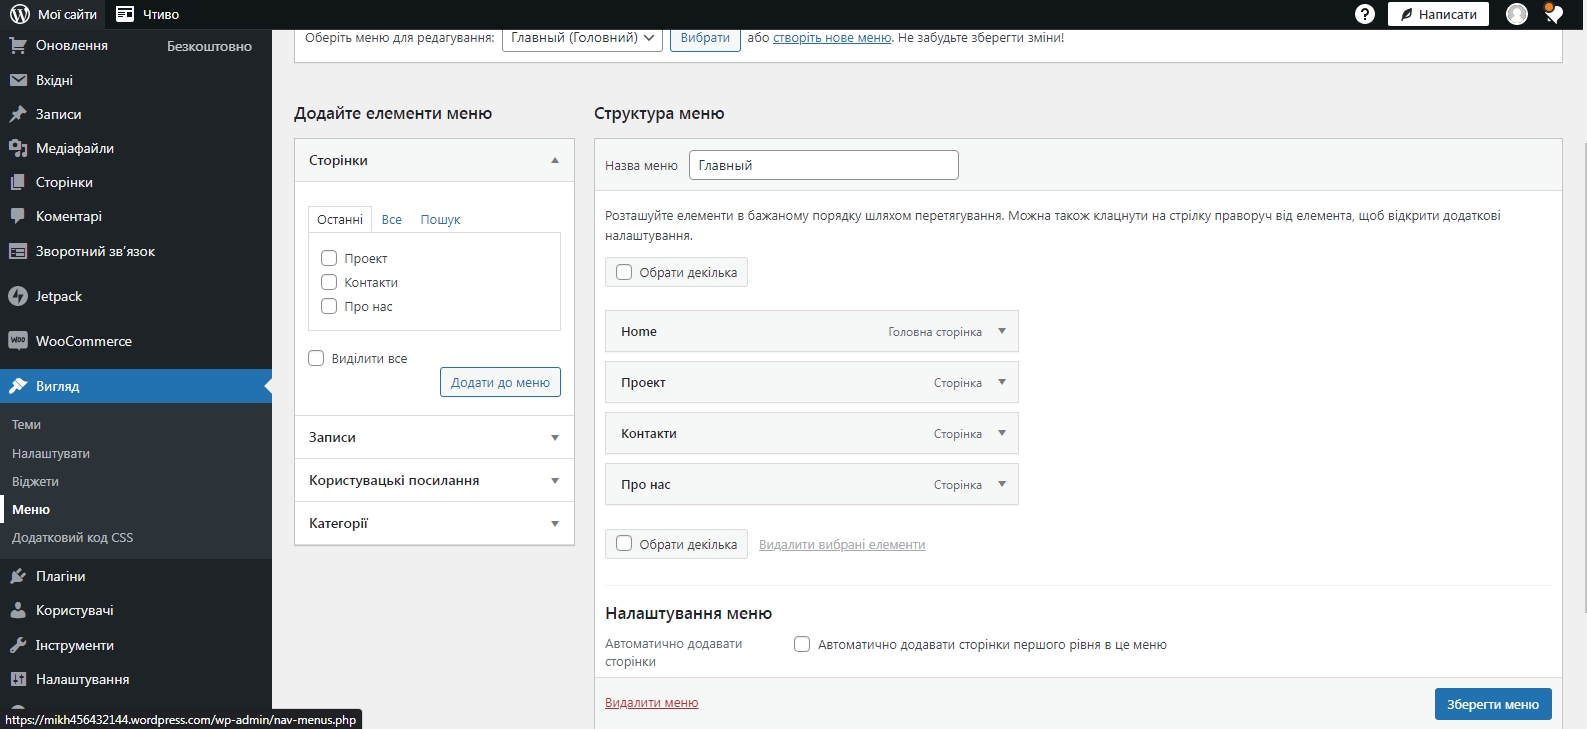 Мої сайти
Чтиво
Написати
Оновлення
Безкоштовно
Вхідні
Записи
Медіафайли
Сторінки
Коментарі
Зворотний зв’язок
Jetpack
WooCommerce
Вигляд
Теми
Налаштувати
Віджети
Меню
Додатковий код CSS
Плагіни
Користувачі
Інструменти
Налаштування
https://mikh456432144.wordpress.com/wp-admin/nav-menus.php
Оберіть меню для редагування: Главный (Головний) Вибрати або створіть нове меню. Не забудьте зберегти зміни!
Додайте елементи меню
Сторінки
Останні Все Пошук
Проект
Контакти
Про нас
Виділити все
Додати до меню
Записи
Користувацькі посилання
Категорії
Структура меню
Назва меню Главный
Розташуйте елементи в бажаному порядку шляхом перетягування. Можна також клацнути на стрілку праворуч від елемента, щоб відкрити додаткові
налаштування.
Обрати декілька
Home Головна сторінка
Проект Сторінка
Контакти Сторінка
Про нас Сторінка
Обрати декілька Видалити вибрані елементи
Налаштування меню
Автоматично додавати
сторінки
Автоматично додавати сторінки першого рівня в це меню
Видалити меню
Зберегти меню